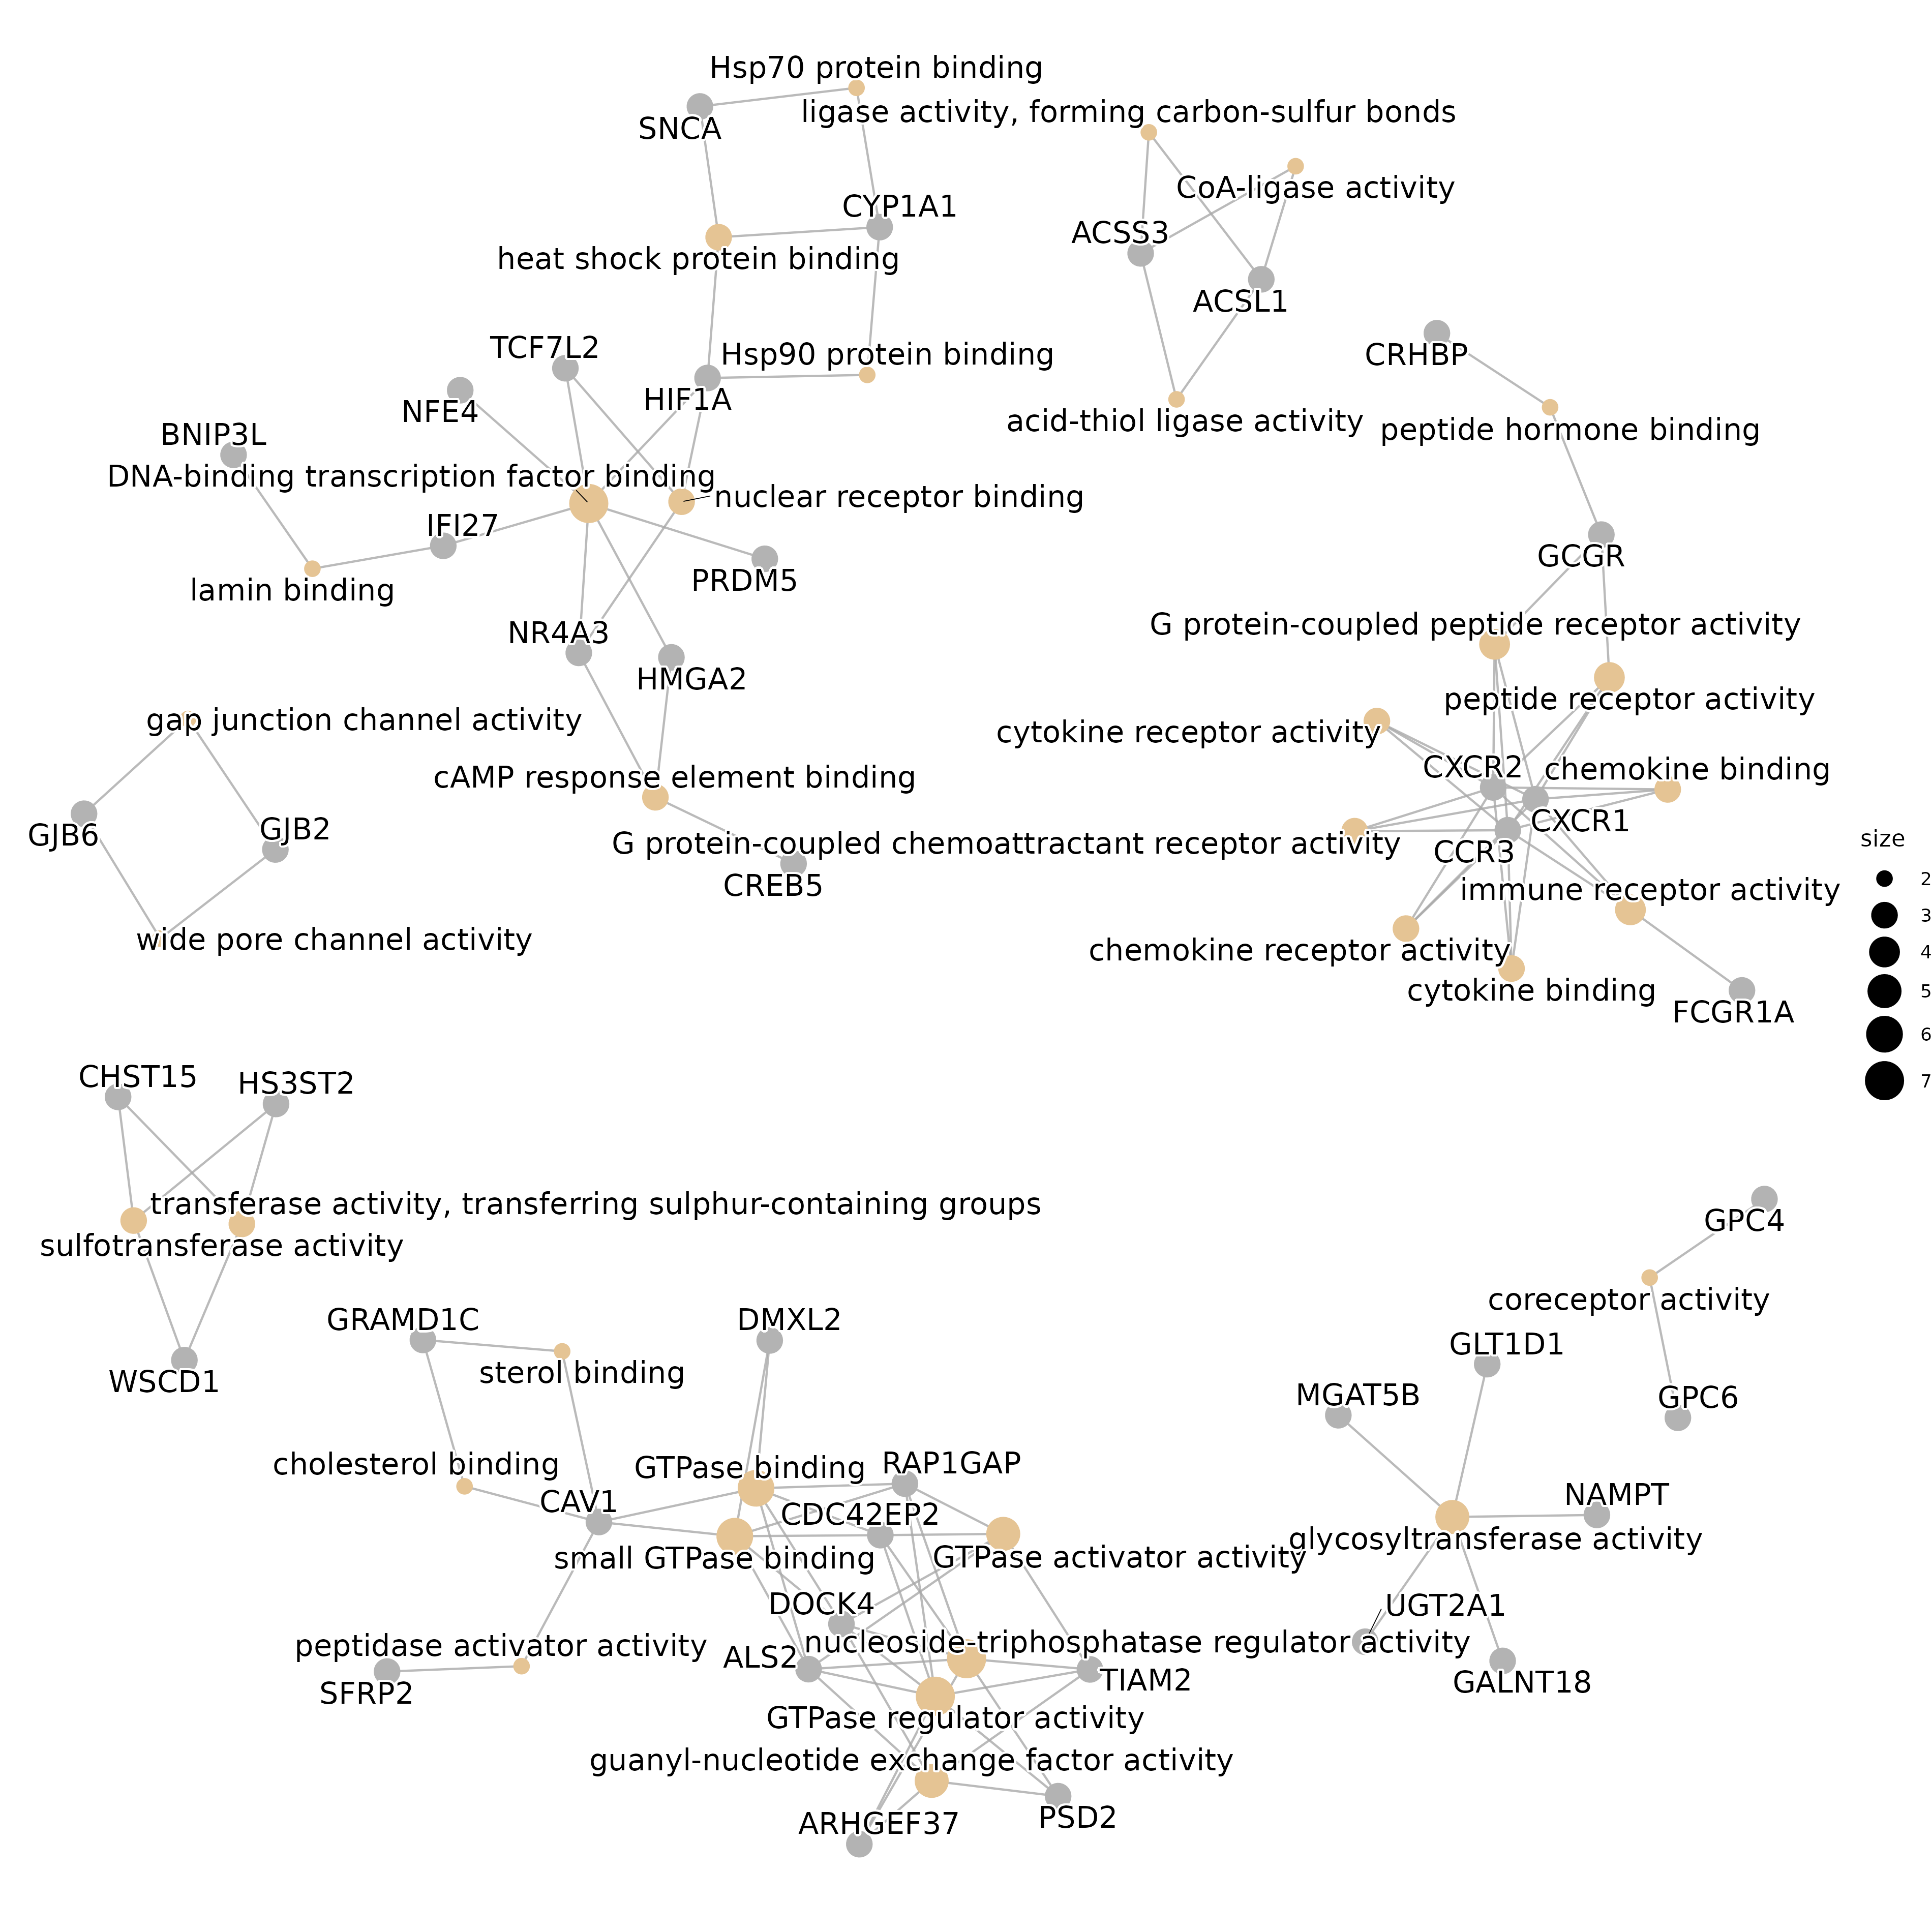 Hsp70 protein binding
ligase activity, forming carbon-sulfur bonds
SNCA
CoA-ligase activity
CYP1A1
ACSS3
heat shock protein binding
ACSL1
TCF7L2
Hsp90 protein binding
CRHBP
HIF1A
NFE4
acid-thiol ligase activity
peptide hormone binding
BNIP3L
DNA-binding transcription factor binding
nuclear receptor binding
IFI27
GCGR
PRDM5
lamin binding
G protein-coupled peptide receptor activity
NR4A3
HMGA2
peptide receptor activity
gap junction channel activity
cytokine receptor activity
CXCR2
chemokine binding
cAMP response element binding
CXCR1
GJB6
GJB2
size
G protein-coupled chemoattractant receptor activity
CCR3
2
CREB5
immune receptor activity
3
wide pore channel activity
chemokine receptor activity
4
cytokine binding
5
FCGR1A
6
CHST15
HS3ST2
7
transferase activity, transferring sulphur-containing groups
GPC4
sulfotransferase activity
coreceptor activity
GRAMD1C
DMXL2
GLT1D1
sterol binding
WSCD1
MGAT5B
GPC6
cholesterol binding
GTPase binding
RAP1GAP
CAV1
CDC42EP2
NAMPT
glycosyltransferase activity
small GTPase binding
GTPase activator activity
DOCK4
UGT2A1
peptidase activator activity
nucleoside-triphosphatase regulator activity
ALS2
TIAM2
SFRP2
GALNT18
GTPase regulator activity
guanyl-nucleotide exchange factor activity
ARHGEF37
PSD2